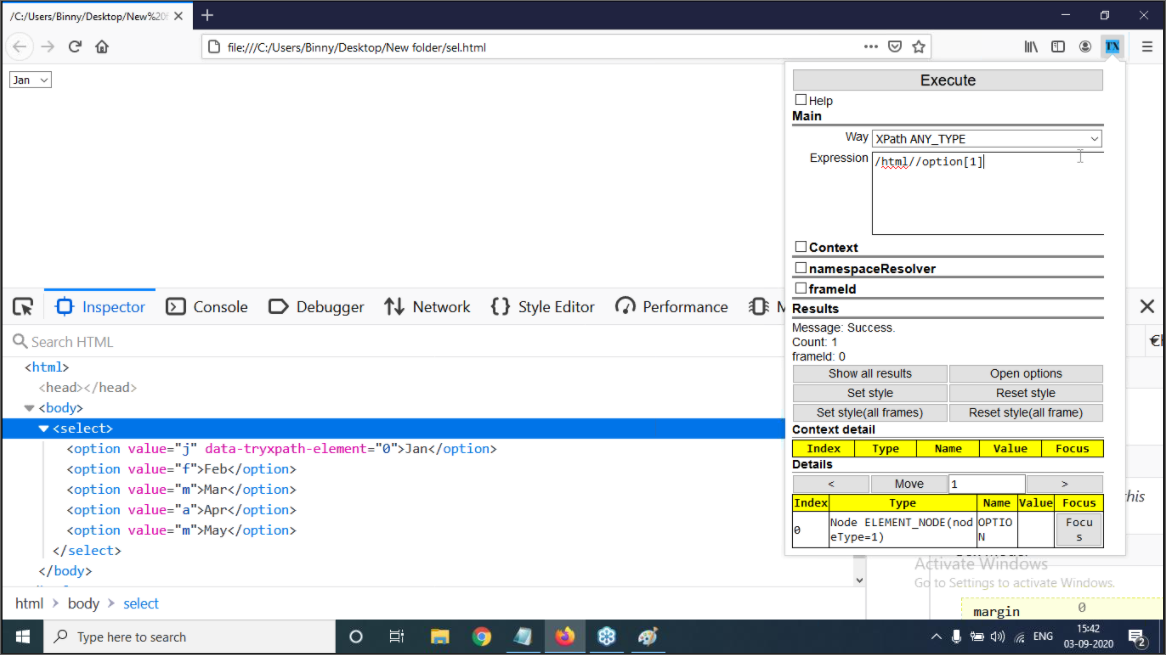 /C:/Users/Binny/Desktop/New%20
file:///C:/Users/Binny/Desktop/New folder/sel.html
TX
Jan
Execute
Help
Main
Way XPath ANY_TYPE
Expression /html//option[1]
Context
namespaceResolver
frameId
Results
Message: Success.
Count: 1
frameId: 0
Show all results Open options
Set style Reset style
Set style(all frames) Reset style(all frame)
Context detail
Index Type Name Value Focus
Details
< Move 1 >
Index Type Name Value Focus
0 Node ELEMENT_NODE(nod OPTIO Focu
eType=1) N s
Inspector Console Debugger Network {} Style Editor Performance M
Search HTML
<html>
<head></head>
<body>
<select>
<option value="j" data-tryxpath-element="0">Jan</option>
<option value="f">Feb</option>
<option value="m">Mar</option>
<option value="a">Apr</option>
<option value="m">May</option>
</select>
</body>
html > body > select
this
Activate Windows
Go to Settings to activate Windows.
margin 0
Type here to search
ENG
15:42
03-09-2020
2